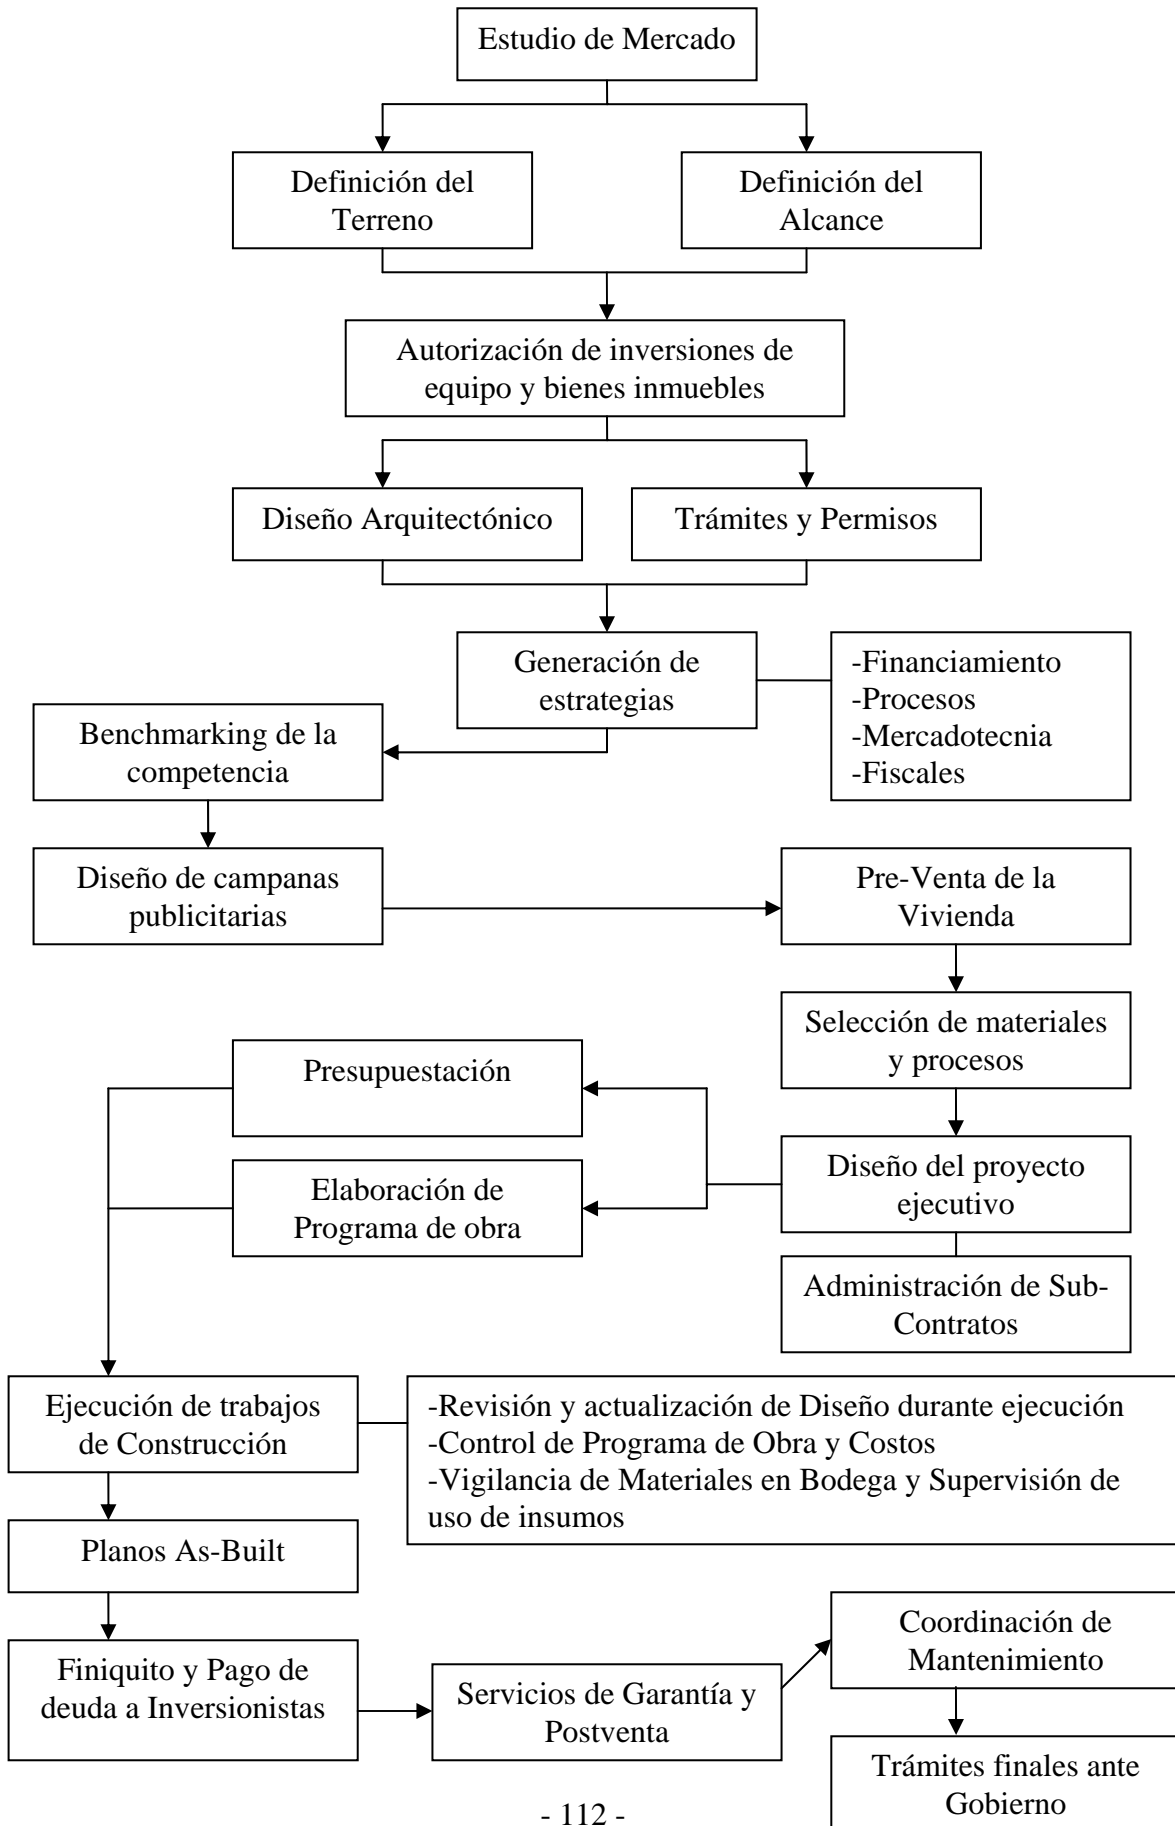 Estudio de Mercado
Definición del
Terreno
Definición del
Alcance
Autorización de inversiones de
equipo y bienes inmuebles
Diseño Arquitectónico
Trámites y Permisos
Generación de
estrategias
-Financiamiento
-Procesos
-Mercadotecnia
-Fiscales
Benchmarking de la
competencia
Diseño de campanas
publicitarias
Pre-Venta de la
Vivienda
Selección de materiales
y procesos
Presupuestación
Elaboración de
Programa de obra
Diseño del proyecto
ejecutivo
Administración de Sub-
Contratos
Ejecución de trabajos
de Construcción
-Revisión y actualización de Diseño durante ejecución
-Control de Programa de Obra y Costos
-Vigilancia de Materiales en Bodega y Supervisión de
uso de insumos
Planos As-Built
Finiquito y Pago de
deuda a Inversionistas
Servicios de Garantía y
Postventa
Coordinación de
Mantenimiento
Trámites finales ante
Gobierno
- 112 -